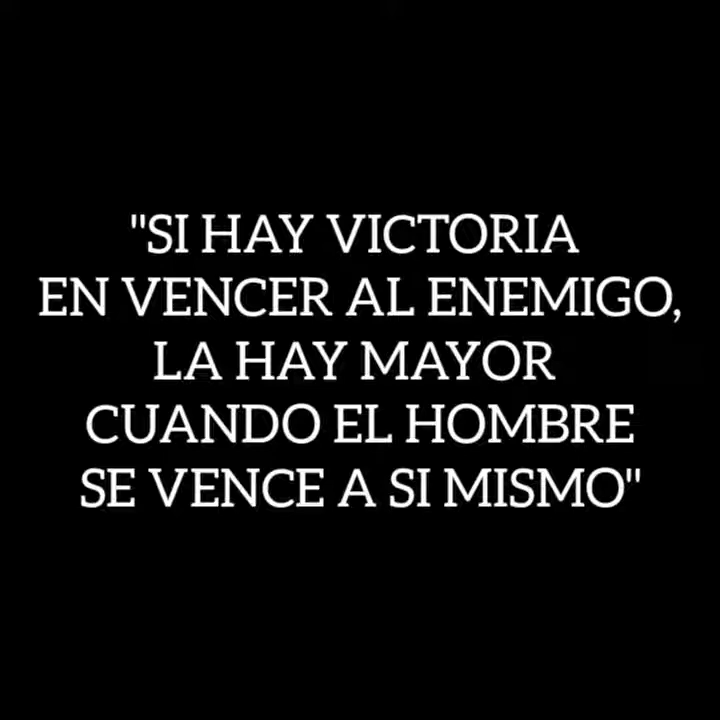 "SI HAY VICTORIA
EN VENCER AL ENEMIGO,
LA HAY MAYOR
CUANDO EL HOMBRE
SE VENCE A SI MISMO"